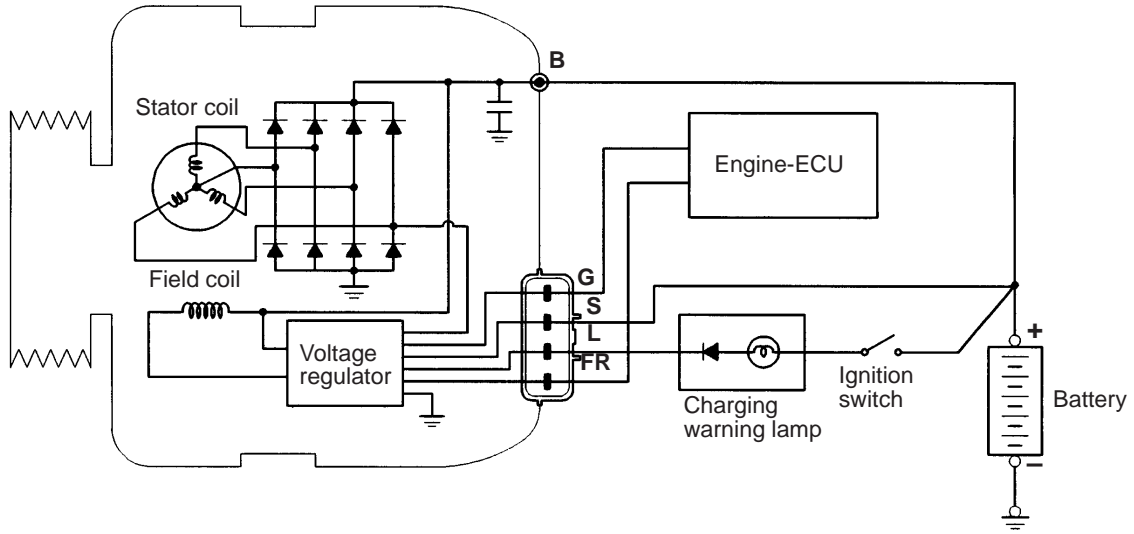 B
Stator coil
Engine-ECU
Field coil
G
S
L
FR
Voltage
regulator
+
Ignition
switch
Charging
warning lamp
Battery
–